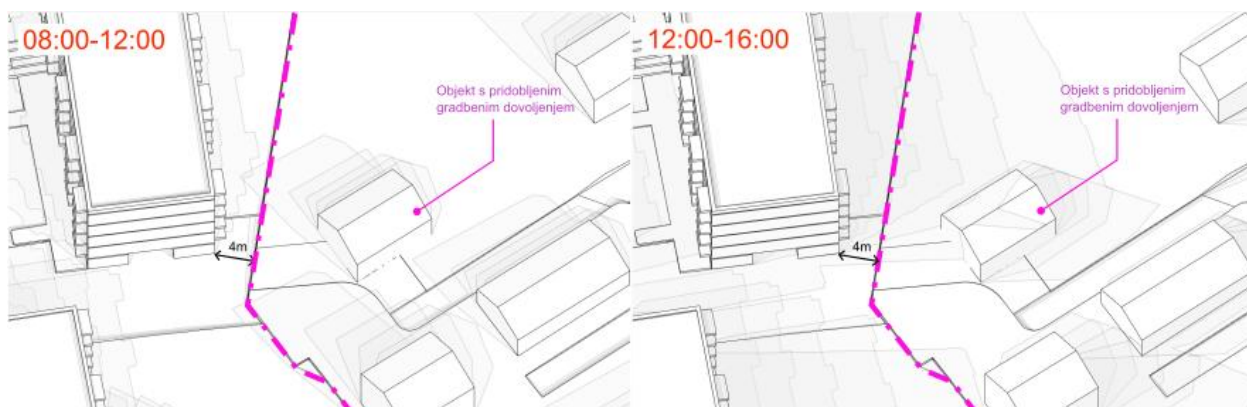 08:00-12:00
Objekt s pridobljenim
gradbenim dovoljenjem
4m
12:00-16:00
Objekt s pridobljenim
gradbenim dovoljenjem
4m